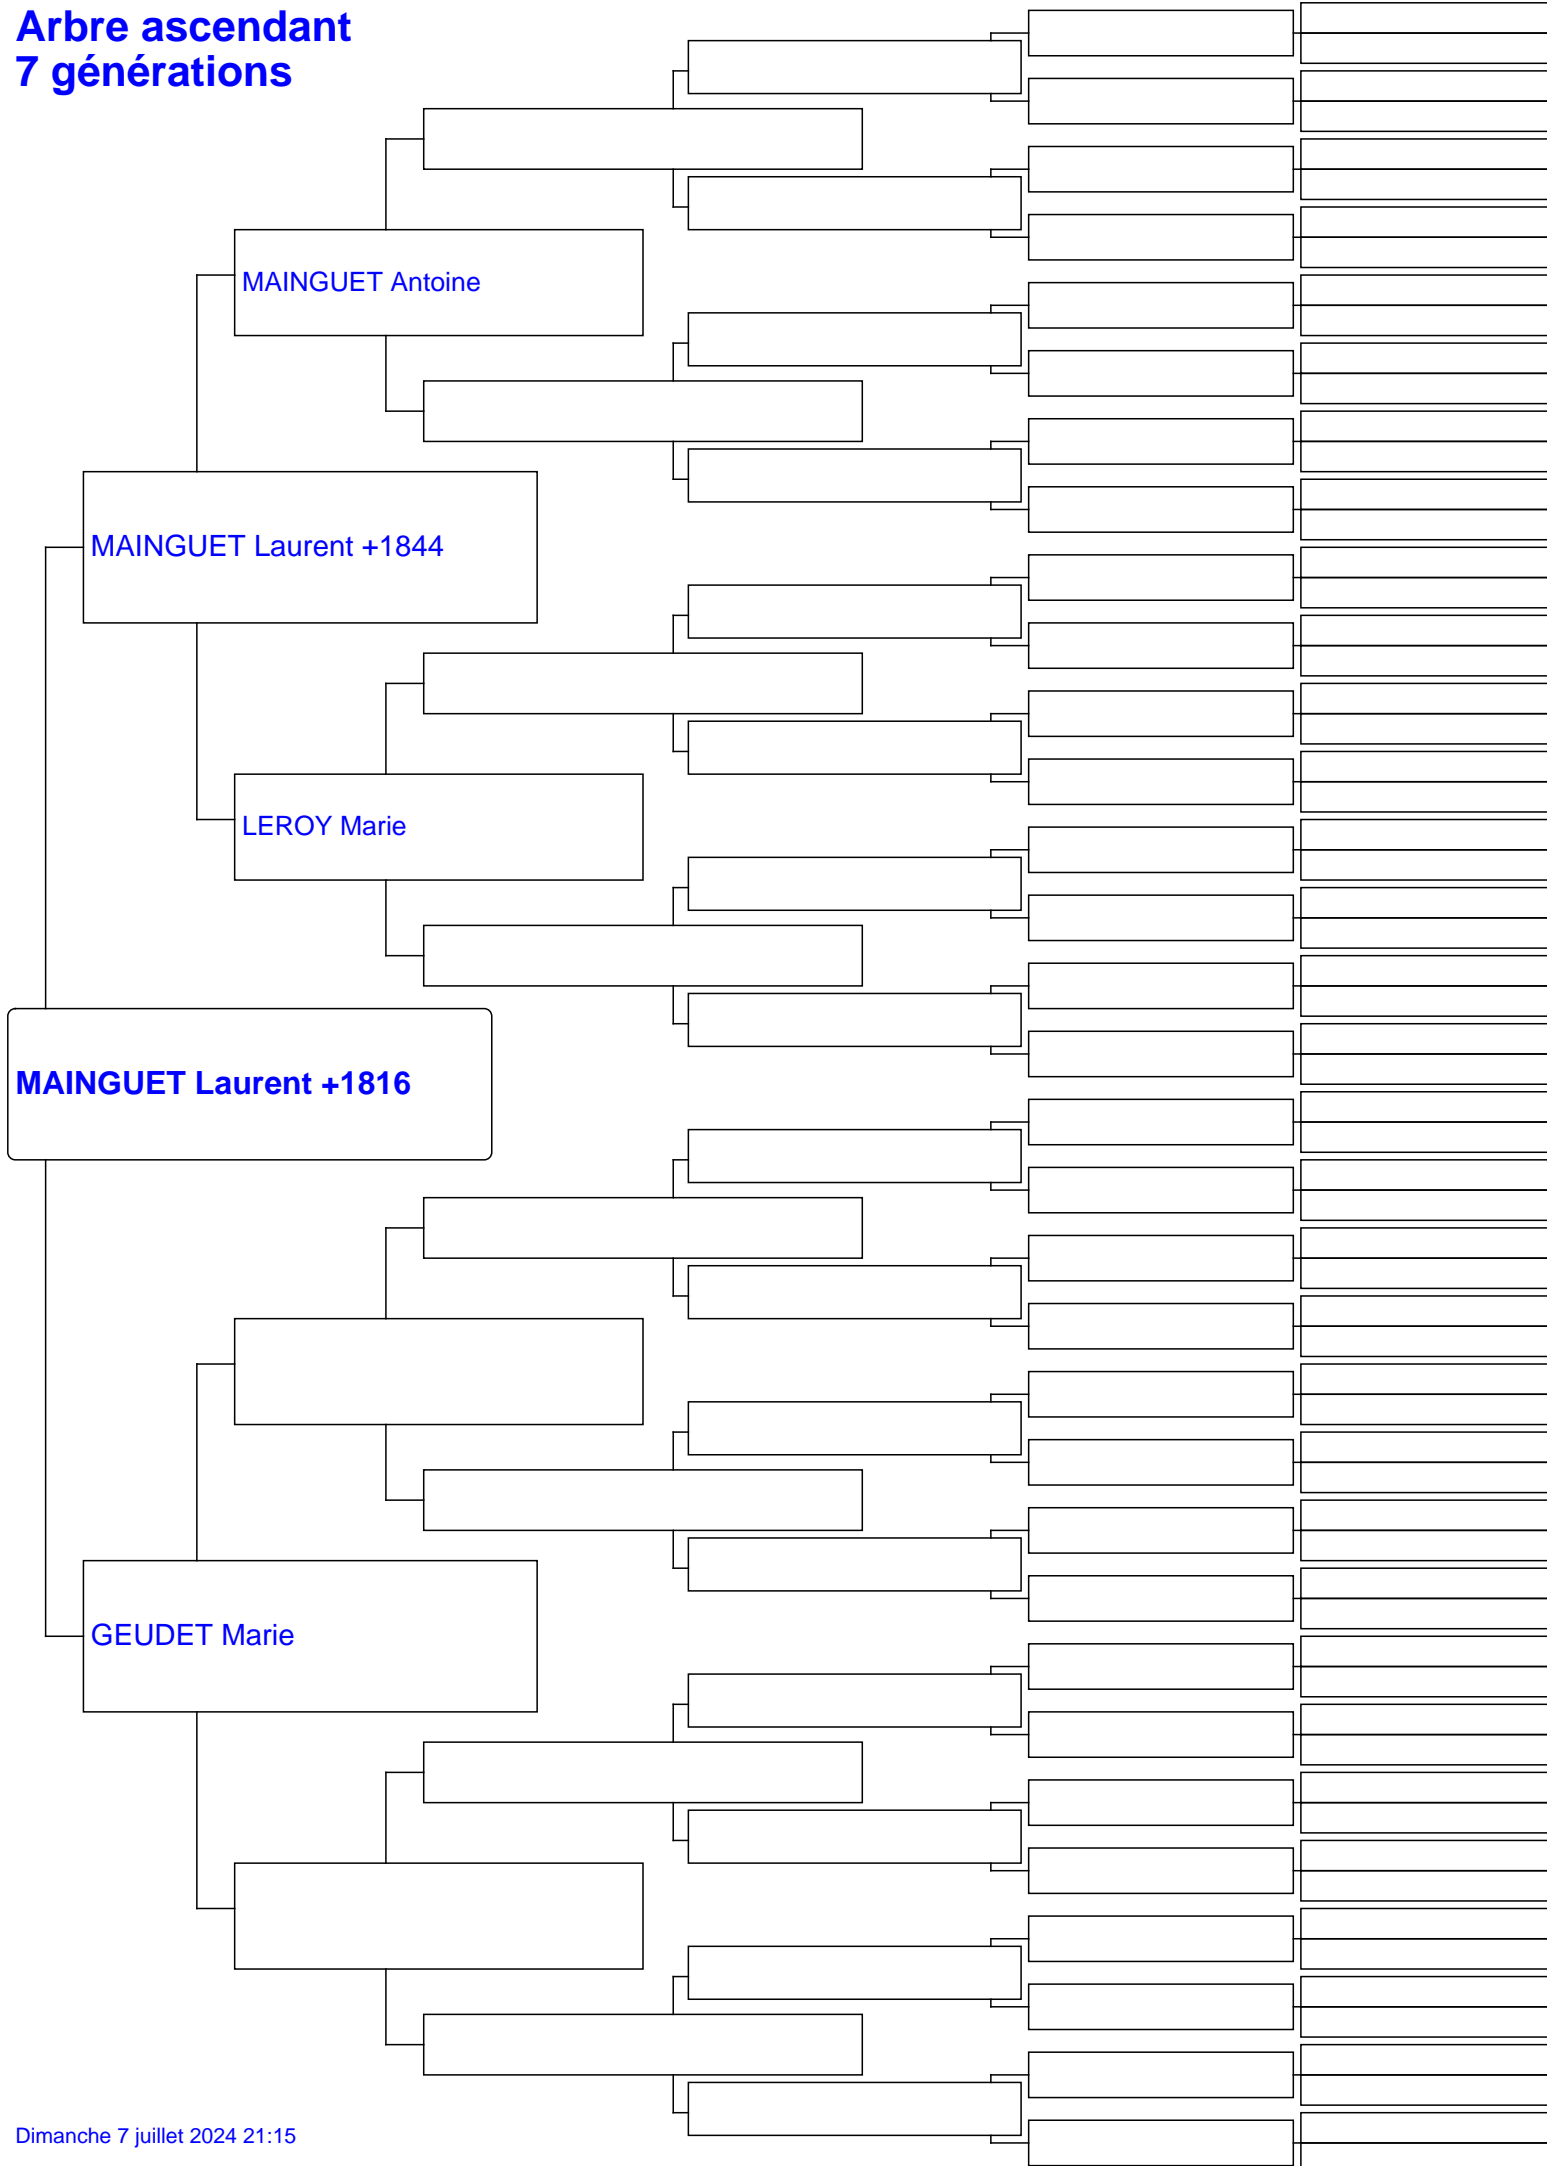 Arbre ascendant
7 générations
MAINGUET Antoine
MAINGUET Laurent +1844
LEROY Marie
MAINGUET Laurent +1816
GEUDET Marie
Dimanche 7 juillet 2024 21:15